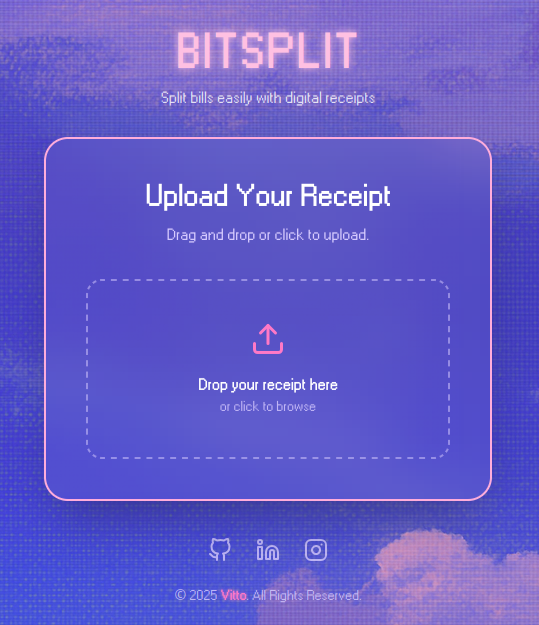 BITSPLIT
Split bills easily with digital receipts
Upload Your Receipt
Drag and drop or click to upload.
Drop your receipt here
or click to browse
© 2025 Vitto. All Rights Reserved.